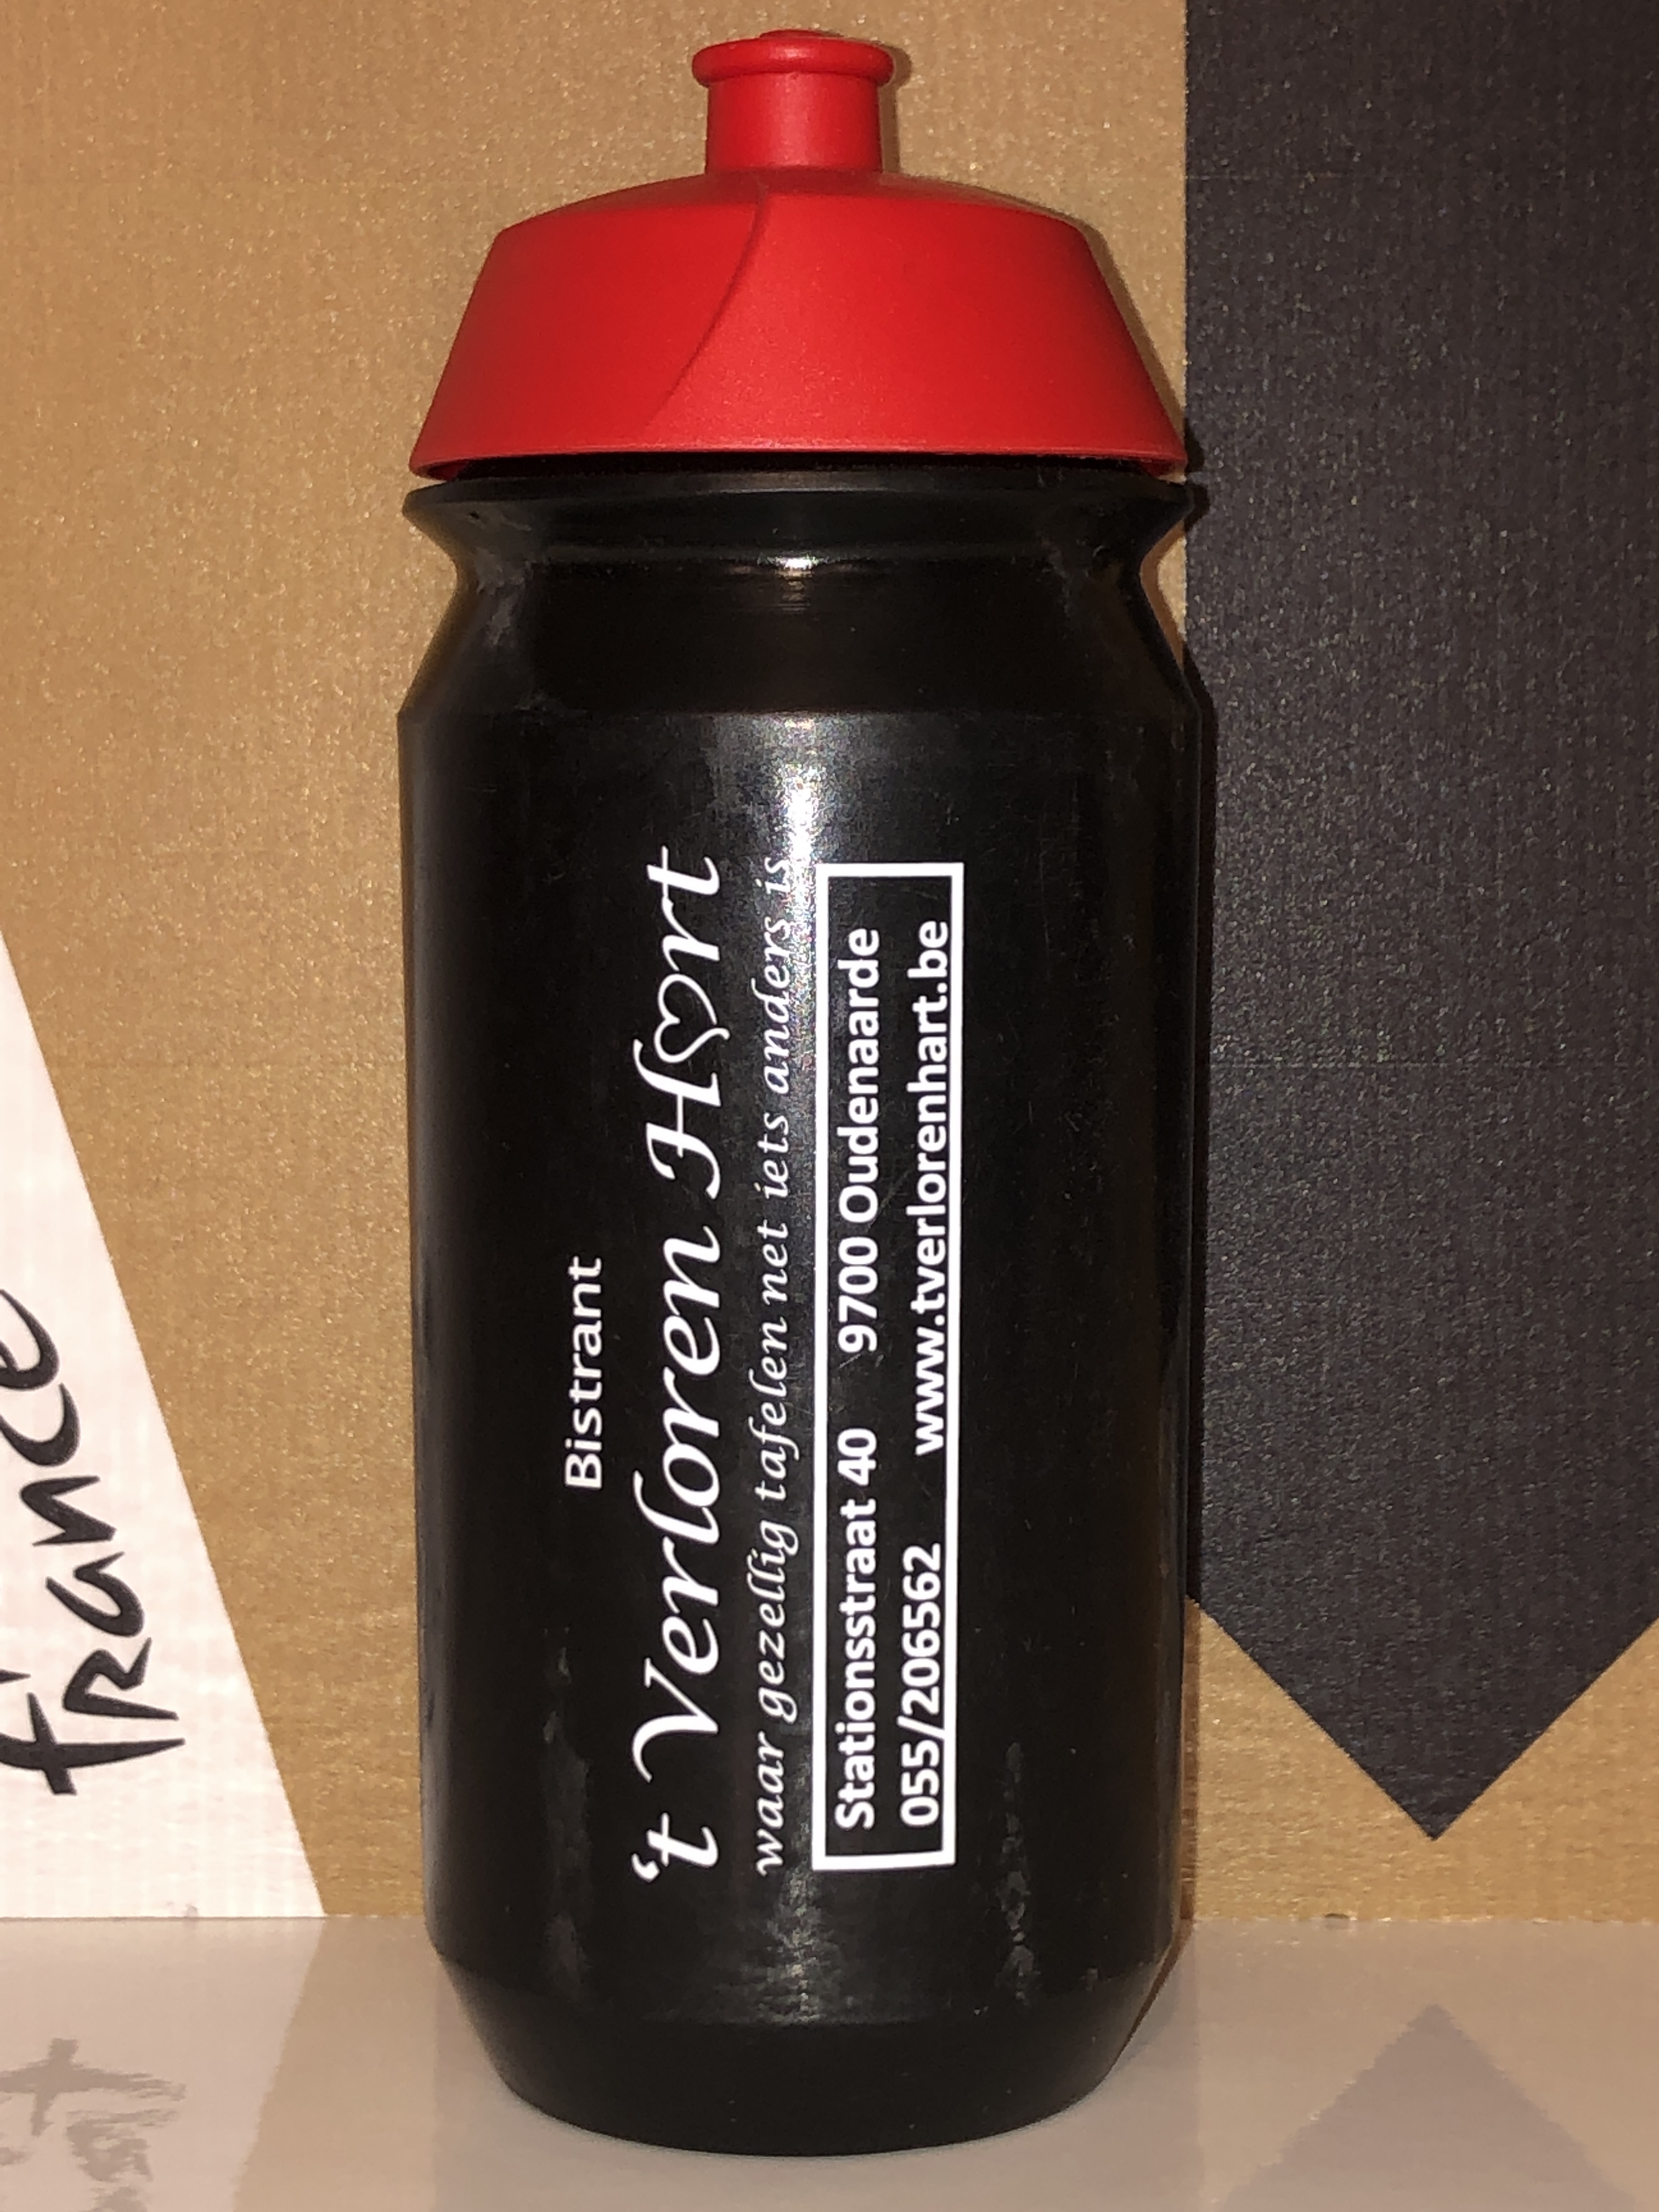 Bistrant
't Verloren H♡rt
waar gezellig tafelen net iets anders is
Stationsstraat 40 9700 Oudenaarde
055/206562 www.tverlorenhart.be
france